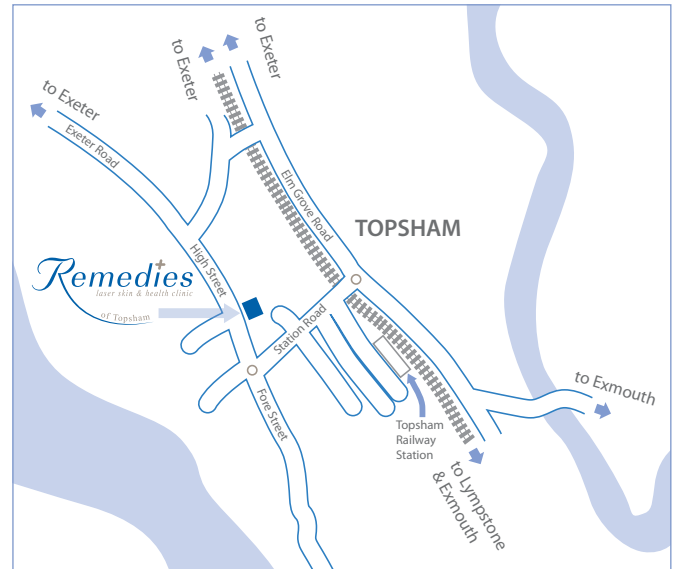 to Exeter
to Exeter
to Exeter
Exeter Road
Elm Grove Road
TOPSHAM
High Street
Remedies
laser skin & health clinic
of Topsham
Station Road
to Exmouth
Fore Street
Topsham
Railway
Station
to Lympstone
& Exmouth